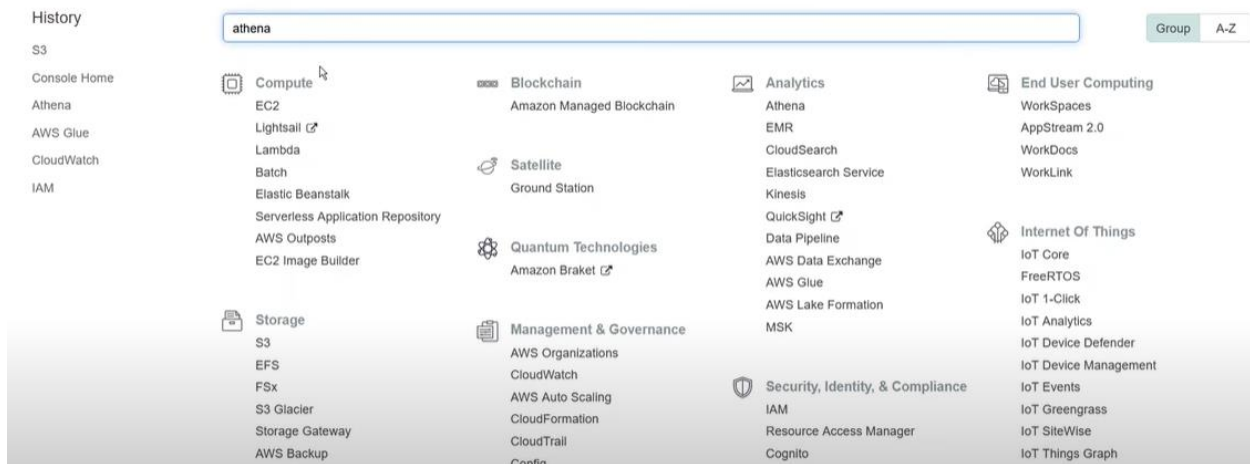 History
S3
Console Home
Athena
AWS Glue
CloudWatch
IAM
athena
Group
A-Z
Compute
EC2
Lightsail
Lambda
Batch
Elastic Beanstalk
Serverless Application Repository
AWS Outposts
EC2 Image Builder
Storage
S3
EFS
FSx
S3 Glacier
Storage Gateway
AWS Backup
Blockchain
Amazon Managed Blockchain
Satellite
Ground Station
Quantum Technologies
Amazon Braket
Management & Governance
AWS Organizations
CloudWatch
AWS Auto Scaling
CloudFormation
CloudTrail
Config
Analytics
Athena
EMR
CloudSearch
Elasticsearch Service
Kinesis
QuickSight
Data Pipeline
AWS Data Exchange
AWS Glue
AWS Lake Formation
MSK
Security, Identity, & Compliance
IAM
Resource Access Manager
Cognito
End User Computing
WorkSpaces
AppStream 2.0
WorkDocs
WorkLink
Internet Of Things
IoT Core
FreeRTOS
IoT 1-Click
IoT Analytics
IoT Device Defender
IoT Device Management
IoT Events
IoT Greengrass
IoT SiteWise
IoT Things Graph